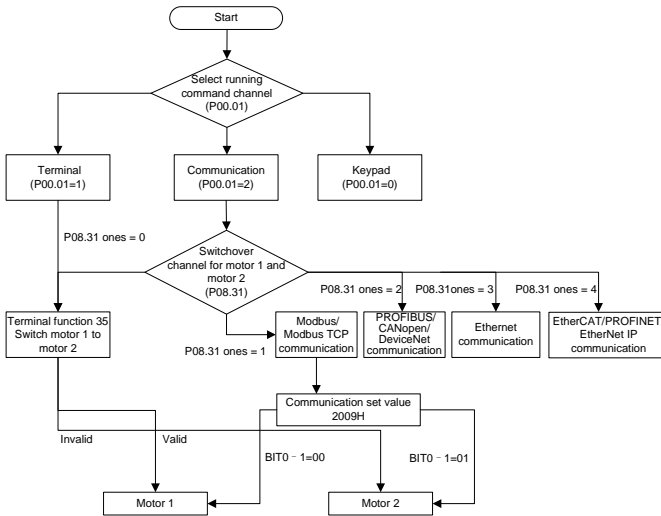 Start
Select running
command channel
(P00.01)
Terminal
(P00.01=1)
Communication
(P00.01=2)
Keypad
(P00.01=0)
P08.31 ones = 0
Switchover
channel for motor 1 and
motor 2
(P08.31)
P08.31 ones = 2
P08.31ones = 3
P08.31 ones = 4
Terminal function 35
Switch motor 1 to
motor 2
P08.31 ones = 1
Modbus/
Modbus TCP
communication
PROFIBUS/
CANopen/
DeviceNet
communication
Ethernet
communication
EtherCAT/PROFINET
EtherNet IP
communication
Communication set value
2009H
Invalid
Valid
BIT0–1=00
BIT0–1=01
Motor 1
Motor 2